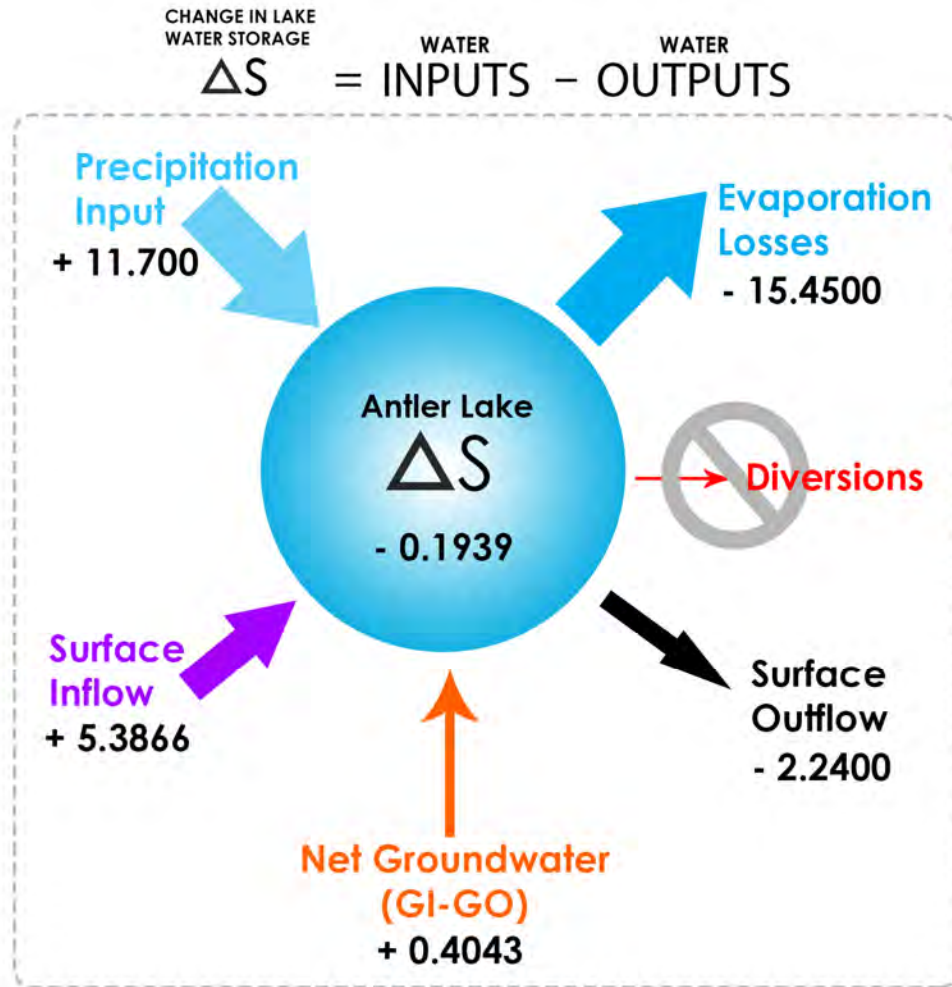 CHANGE IN LAKE
WATER STORAGE
ΔS = WATER INPUTS – WATER OUTPUTS
Precipitation
Input
+ 11.700
Evaporation
Losses
- 15.4500
Antler Lake
ΔS
- 0.1939
Diversions
Surface
Inflow
+ 5.3866
Surface
Outflow
- 2.2400
Net Groundwater
(GI-GO)
+ 0.4043